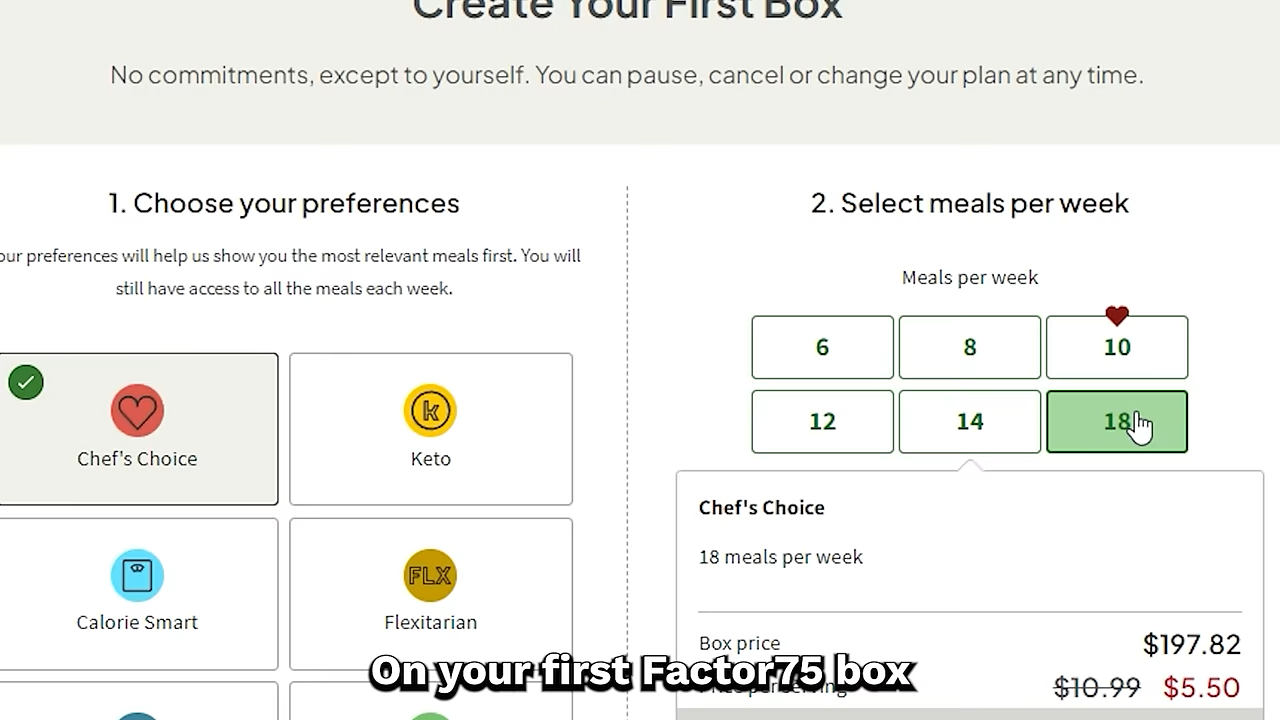 Create Your First Box
No commitments, except to yourself. You can pause, cancel or change your plan at any time.
1. Choose your preferences
our preferences will help us show you the most relevant meals first. You will
still have access to all the meals each week.
Chef's Choice
k
Keto
Calorie Smart
FLX
Flexitarian
2. Select meals per week
Meals per week
6 8 10
12 14 18
Chef's Choice
18 meals per week
Box price $197.82
$10.99 $5.50
On your first Factor75 box